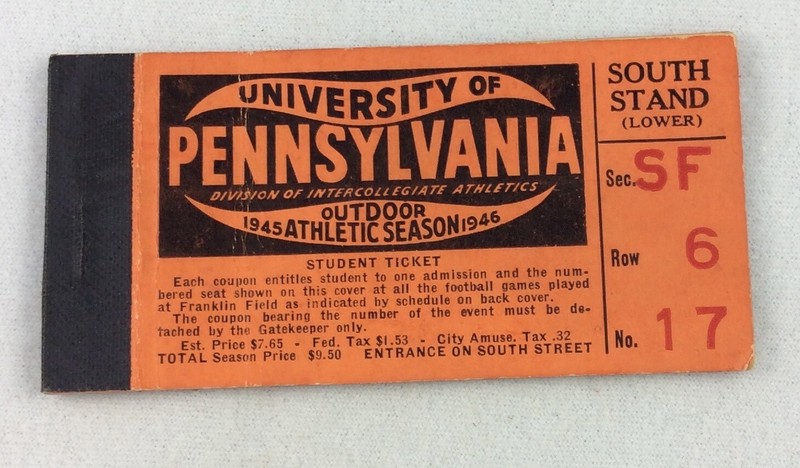 UNIVERSITY OF
PENNSYLVANIA
DIVISION OF INTERCOLLEGIATE ATHLETICS
OUTDOOR
1945 ATHLETIC SEASON 1946
STUDENT TICKET
Each coupon entitles student to one admission and the num-
bered seat shown on this cover at all the football games played
at Franklin Field as indicated by schedule on back cover.
The coupon bearing the number of the event must be de-
tached by the Gatekeeper only.
Est. Price $7.65 - Fed. Tax $1.53 - City Amuse. Tax .32
TOTAL Season Price $9.50 ENTRANCE ON SOUTH STREET
SOUTH
STAND
(LOWER)
Sec. SF
Row 6
No. 17